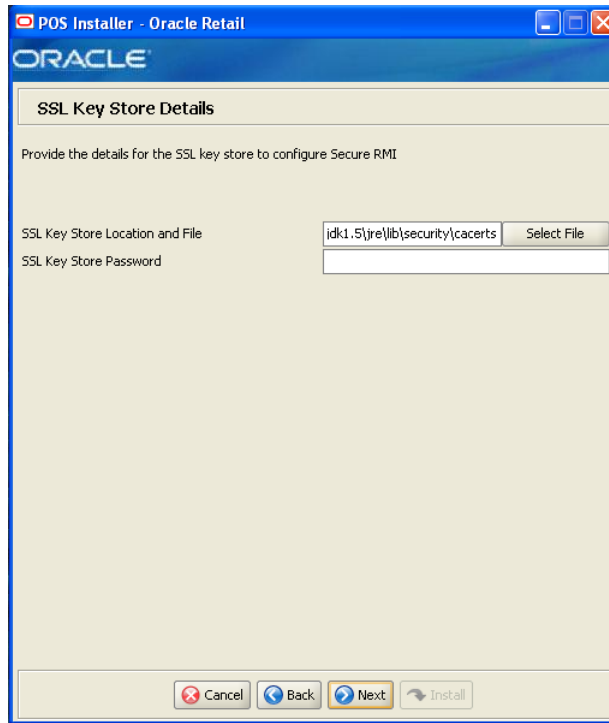 POS Installer - Oracle Retail
ORACLE
SSL Key Store Details
Provide the details for the SSL key store to configure Secure RMI
SSL Key Store Location and File jdk1.5\jre\lib\security\cacerts Select File
SSL Key Store Password
Cancel Back Next Install